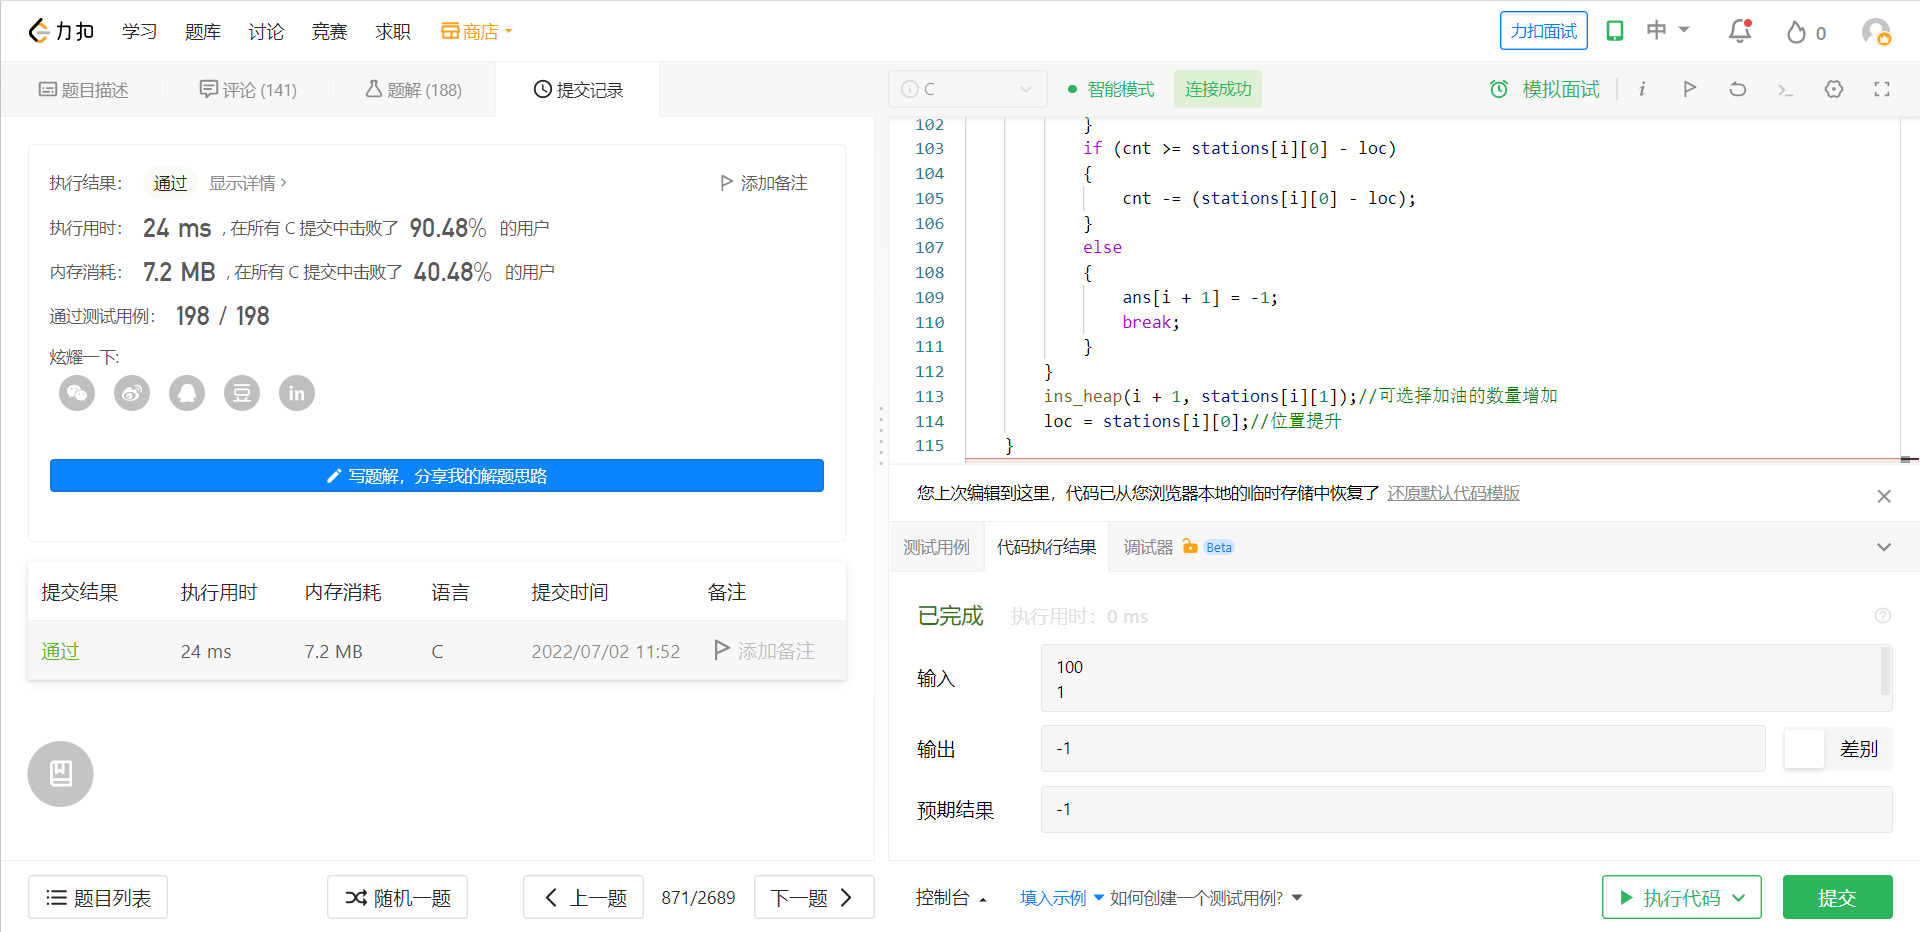 力扣 学习 题库 讨论 竞赛 求职 商店 力扣面试 中 0
题目描述 评论 (141) 题解 (188) 提交记录
执行结果： 通过 显示详情 > 添加备注
执行用时： 24 ms , 在所有 C 提交中击败了 90.48% 的用户
内存消耗： 7.2 MB , 在所有 C 提交中击败了 40.48% 的用户
通过测试用例： 198 / 198
炫耀一下:
豆 in
写题解，分享我的解题思路
提交结果 执行用时 内存消耗 语言 提交时间 备注
通过 24 ms 7.2 MB C 2022/07/02 11:52 添加备注
题目列表 随机一题 上一题 871/2689 下一题
C 智能模式 连接成功 模拟面试 i
102 }
103 if (cnt >= stations[i][0] - loc)
104 {
105 cnt -= (stations[i][0] - loc);
106 }
107 else
108 {
109 ans[i + 1] = -1;
110 break;
111 }
112 }
113 ins_heap(i + 1, stations[i][1]);//可选择加油的数量增加
114 loc = stations[i][0];//位置提升
115 }
您上次编辑到这里，代码已从您浏览器本地的临时存储中恢复了 还原默认代码模版
测试用例 代码执行结果 调试器 Beta
已完成 执行用时：0 ms
输入
100
1
输出 -1 差别
预期结果 -1
控制台 填入示例 如何创建一个测试用例? 执行代码 提交